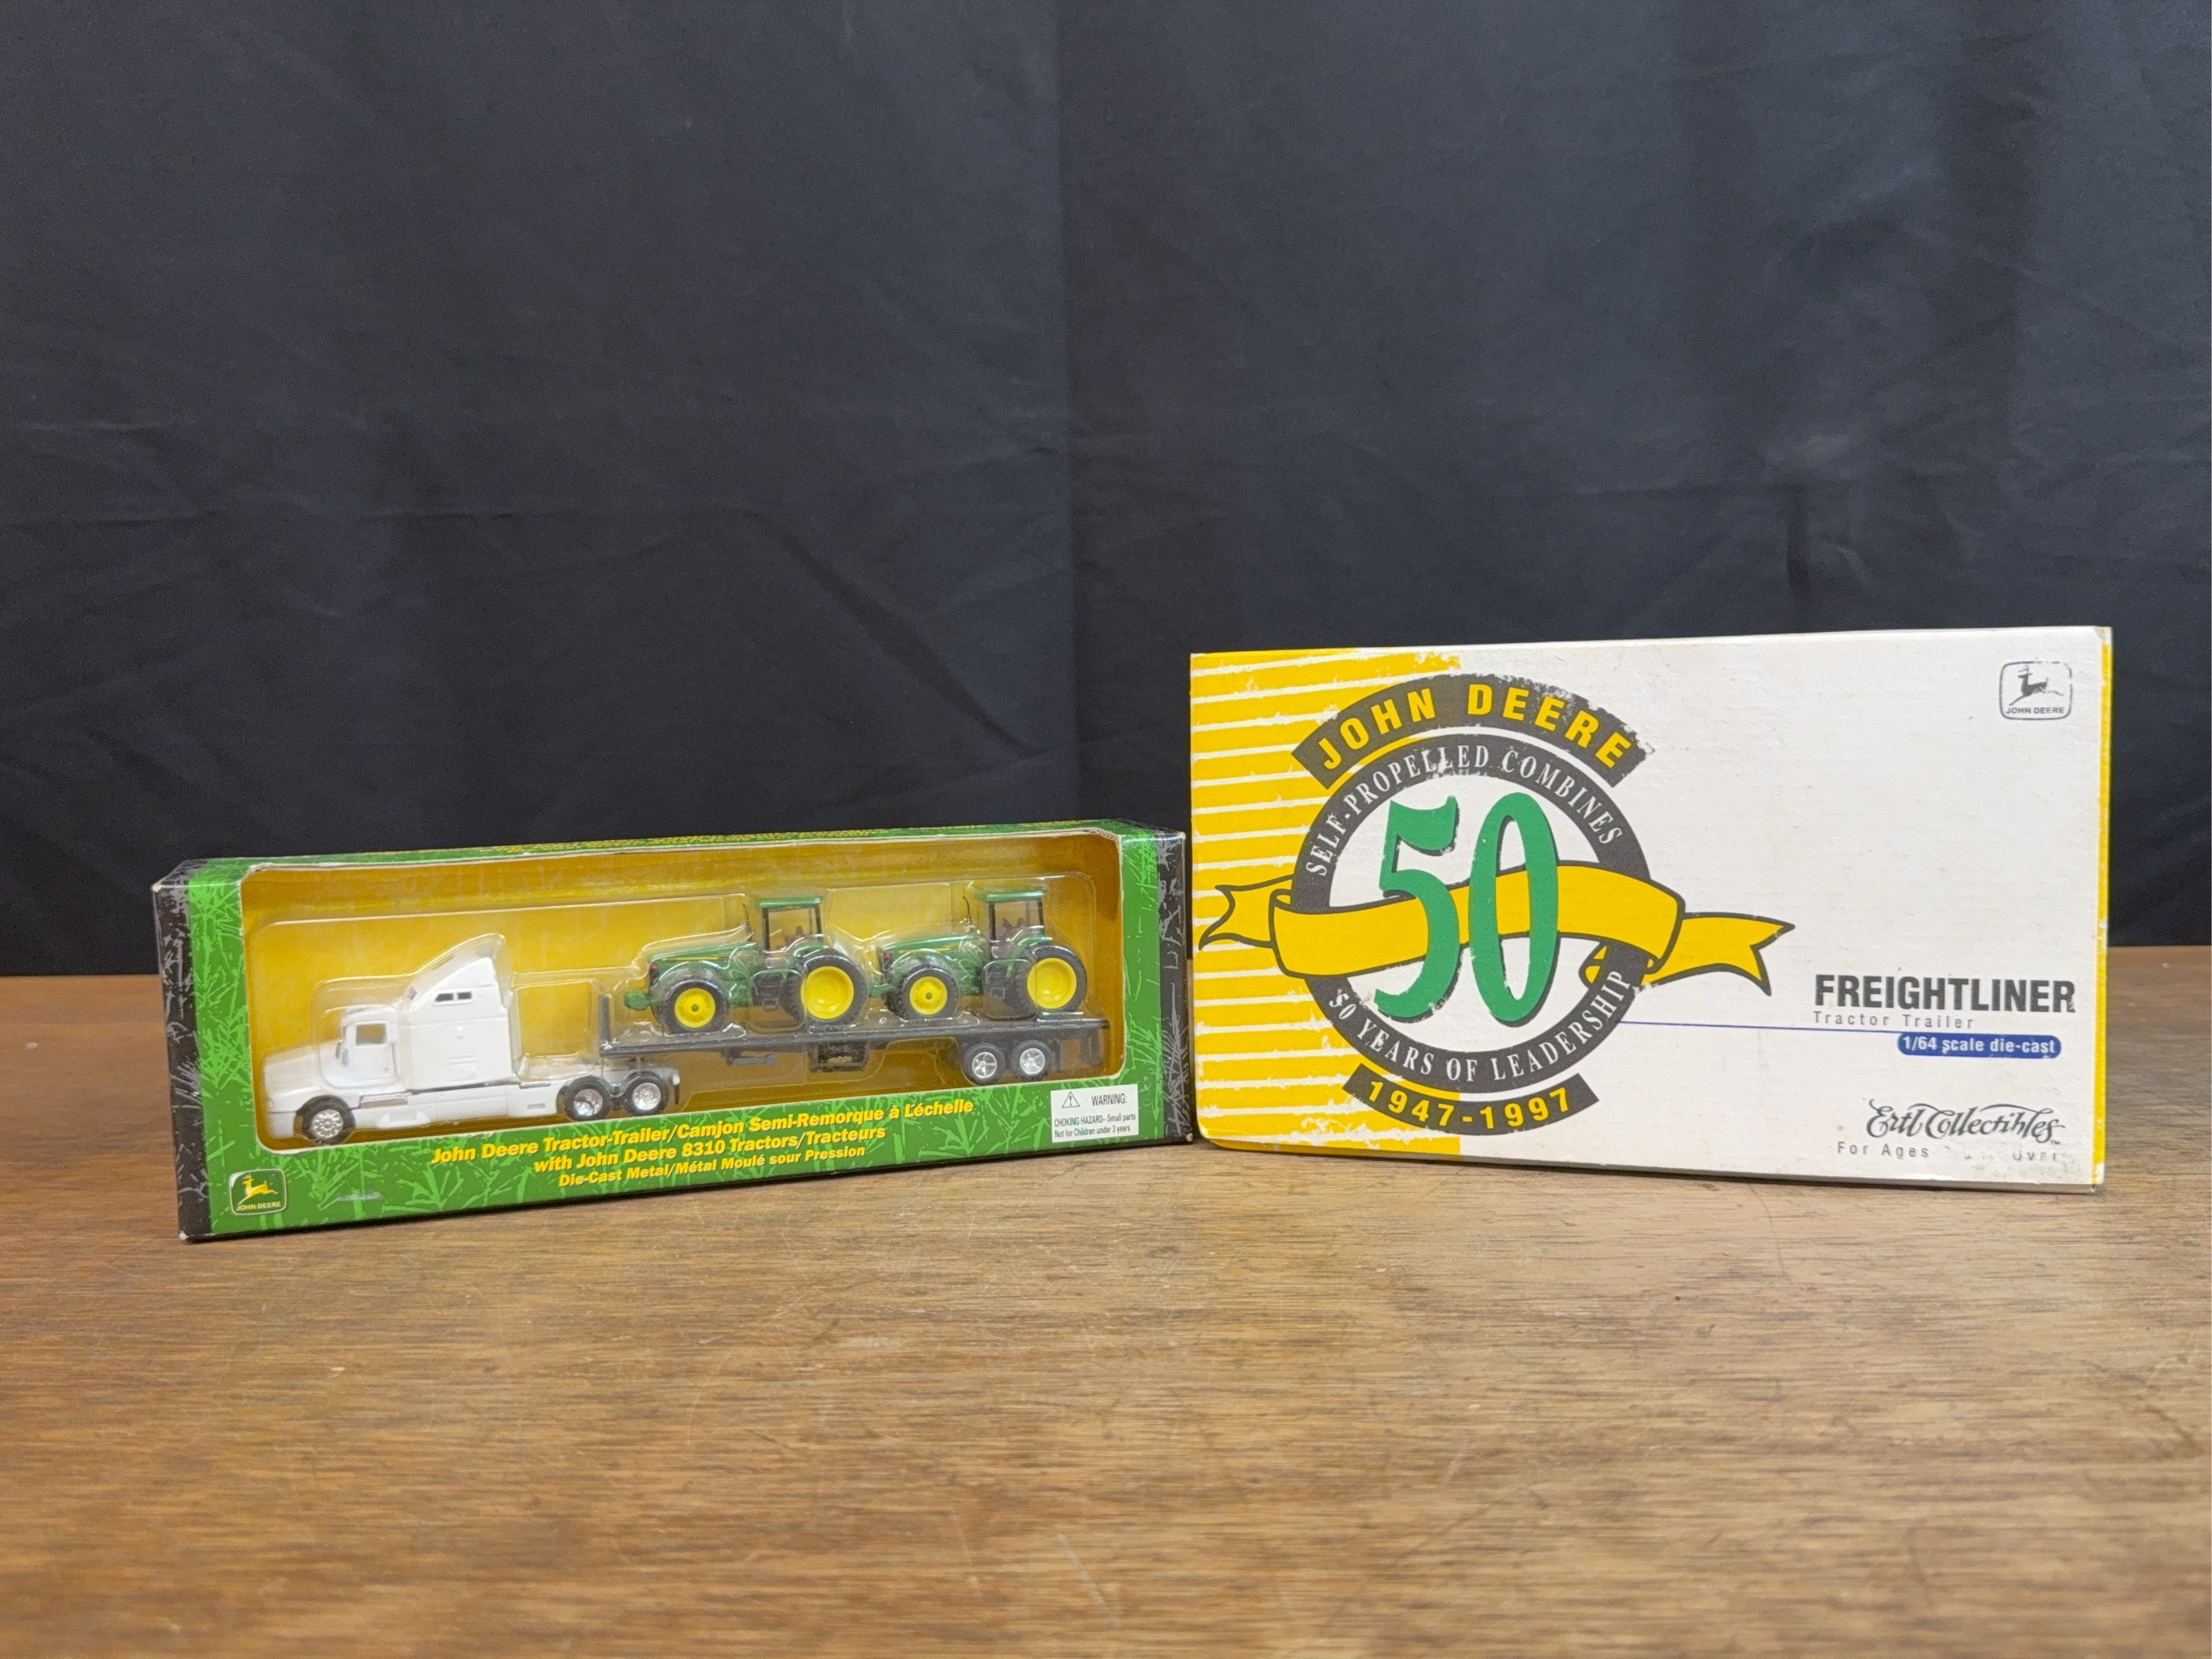 John Deere Tractor-Trailer/Camjon Semi-Remorque à L'échelle
with John Deere 8310 Tractors/Tracteurs
Die-Cast Metal/Métal Moulé sour Pression
JOHN DEERE
WARNING:
CHOKING HAZARD-Small parts
Not for Children under 3 years
JOHN DEERE
SELF-PROPELLED COMBINES
50
50 YEARS OF LEADERSHIP
1947-1997
JOHN DEERE
FREIGHTLINER
Tractor Trailer
1/64 scale die-cast
Ertl Collectibles
For Ages